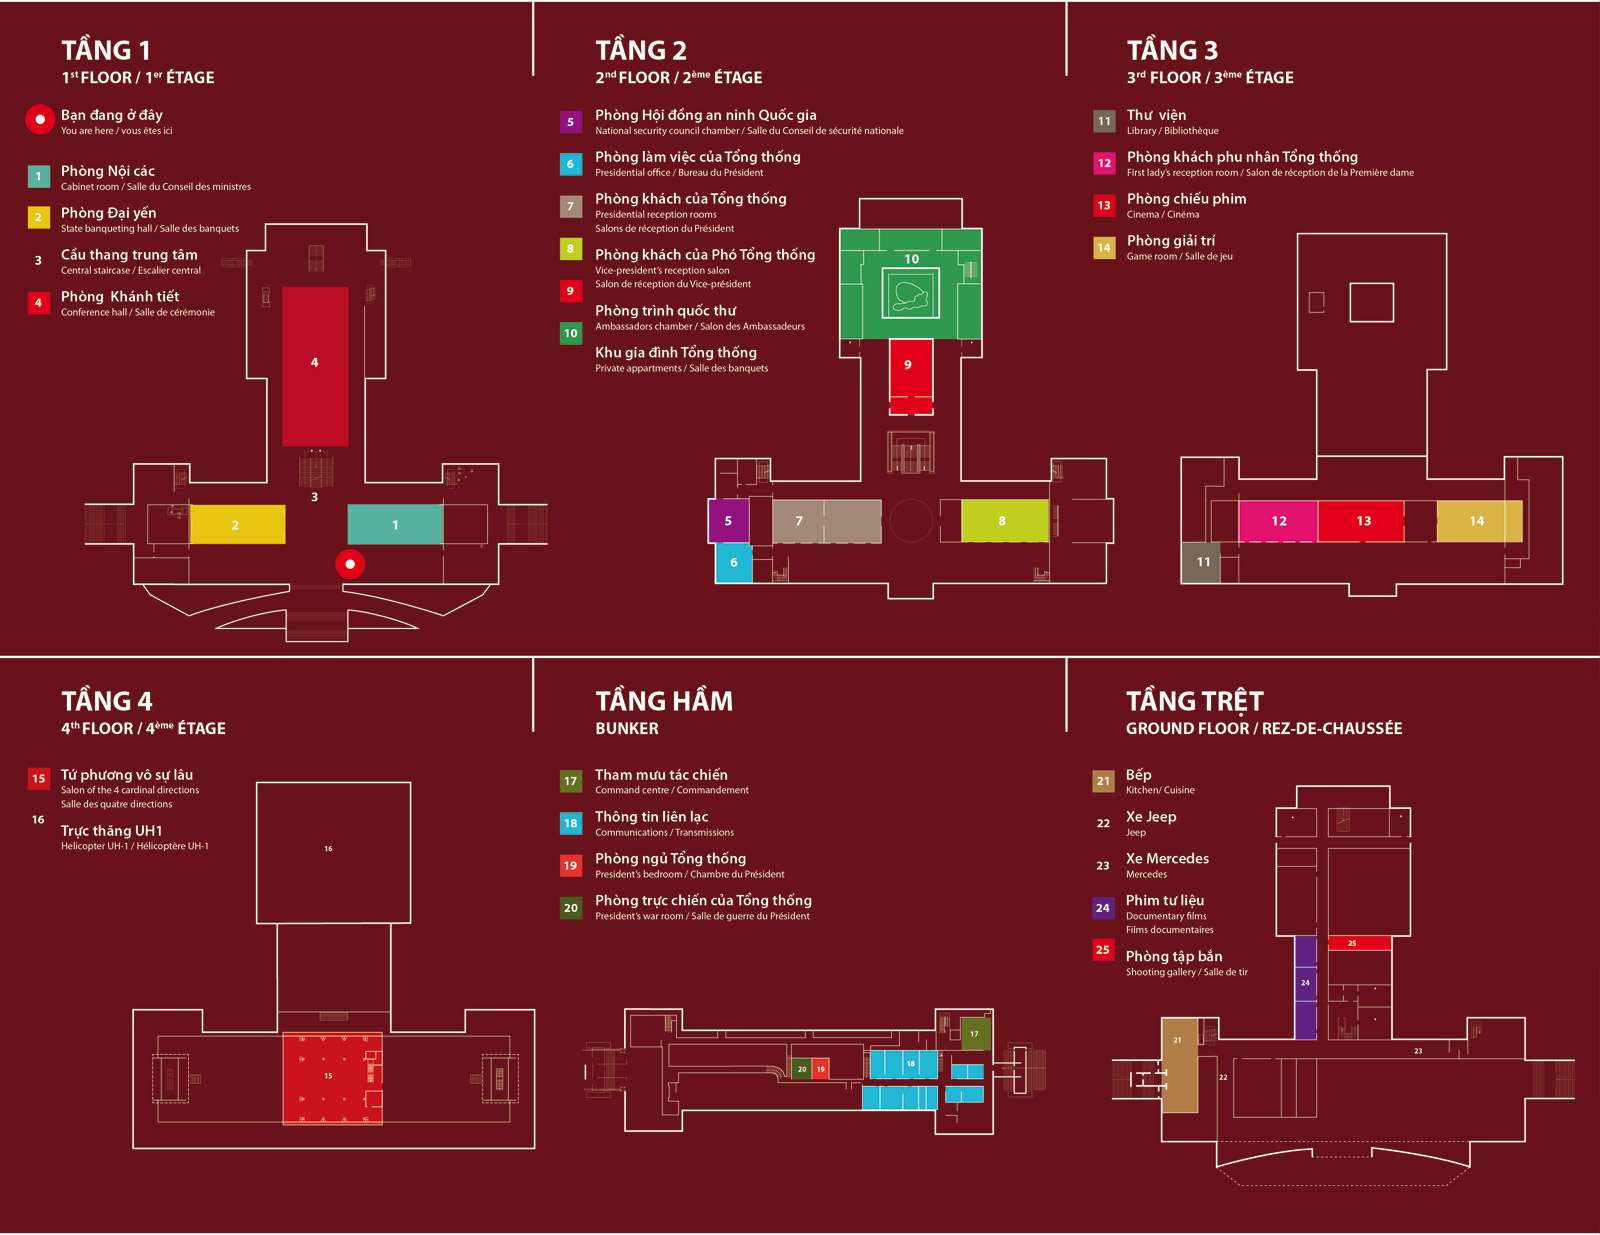 TẦNG 1
1st FLOOR / 1er ÉTAGE
Bạn đang ở đây
You are here / vous êtes ici
1
Phòng Nội các
Cabinet room / Salle du Conseil des ministres
2
Phòng Đại yến
State banqueting hall / Salle des banquets
3
Cầu thang trung tâm
Central staircase / Escalier central
4
Phòng Khánh tiết
Conference hall / Salle de cérémonie
4
3
2
1
TẦNG 2
2nd FLOOR / 2ème ÉTAGE
5
Phòng Hội đồng an ninh Quốc gia
National security council chamber / Salle du Conseil de sécurité nationale
6
Phòng làm việc của Tổng thống
Presidential office / Bureau du Président
7
Phòng khách của Tổng thống
Presidential reception rooms
Salons de réception du Président
8
Phòng khách của Phó Tổng thống
Vice-president's reception salon
Salon de réception du Vice-président
9
Phòng trình quốc thư
Ambassadors chamber / Salon des Ambassadeurs
10
Khu gia đình Tổng thống
Private appartments / Salle des banquets
10
9
5
7
8
6
TẦNG 3
3rd FLOOR / 3ème ÉTAGE
11
Thư viện
Library / Bibliothèque
12
Phòng khách phu nhân Tổng thống
First lady's reception room / Salon de réception de la Première dame
13
Phòng chiếu phim
Cinema / Cinéma
14
Phòng giải trí
Game room / Salle de jeu
12
13
14
11
TẦNG 4
4th FLOOR / 4ème ÉTAGE
15
Tứ phương vô sự lầu
Salon of the 4 cardinal directions
Salle des quatre directions
16
Trực thăng UH1
Helicopter UH-1 / Hélicoptère UH-1
16
15
TẦNG HẦM
BUNKER
17
Tham mưu tác chiến
Command centre / Commandement
18
Thông tin liên lạc
Communications / Transmissions
19
Phòng ngủ Tổng thống
President's bedroom / Chambre du Président
20
Phòng trực chiến của Tổng thống
President's war room / Salle de guerre du Président
17
18
20
19
TẦNG TRỆT
GROUND FLOOR / REZ-DE-CHAUSSÉE
21
Bếp
Kitchen/ Cuisine
22
Xe Jeep
Jeep
23
Xe Mercedes
Mercedes
24
Phim tư liệu
Documentary films
Films documentaires
25
Phòng tập bắn
Shooting gallery / Salle de tir
25
24
21
23
22